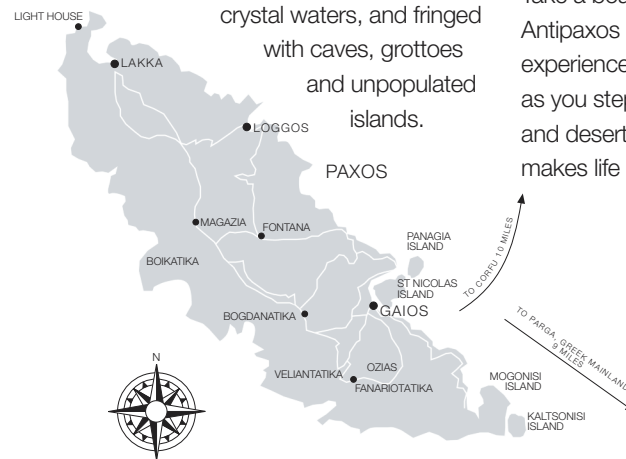 crystal waters, and fringed
with caves, grottoes
and unpopulated
islands.
Antipaxos
experience
as you step
and desert
makes life
LIGHT HOUSE
LAKKA
LOGGOS
PAXOS
MAGAZIA
FONTANA
BOIKATIKA
PANAGIA
ISLAND
ST NICOLAS
ISLAND
GAIOS
BOGDANATIKA
TO CORFU 10 MILES
TO PARGA, GREEK MAINLAND
9 MILES
VELIANTATIKA
OZIAS
FANARIOTATIKA
MOGONISI
ISLAND
KALTSONISI
ISLAND
N